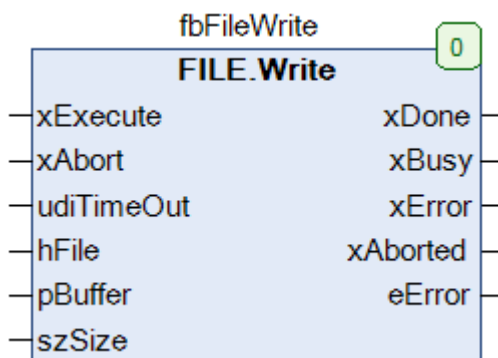 fbFileWrite
0
FILE.Write
xExecute xDone
xAbort xBusy
udiTimeOut xError
hFile xAborted
pBuffer eError
szSize